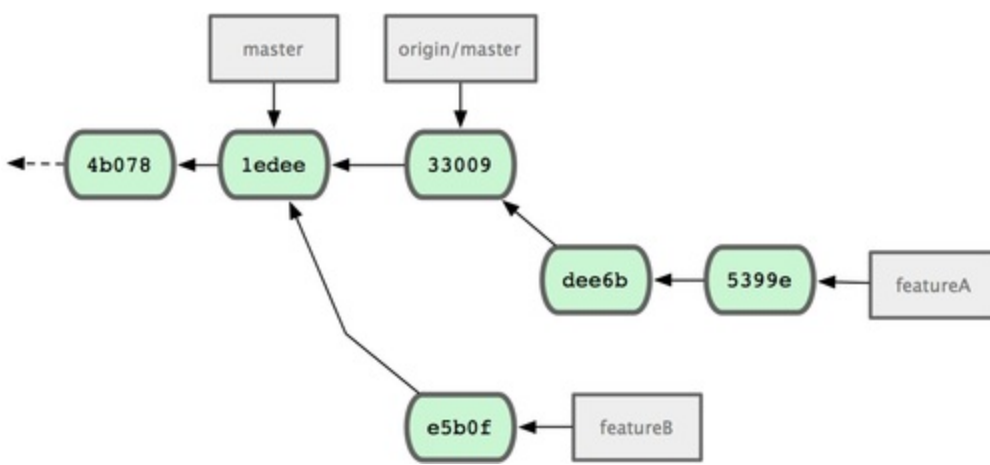 master
origin/master
4b078
1edee
33009
dee6b
5399e
featureA
e5b0f
featureB